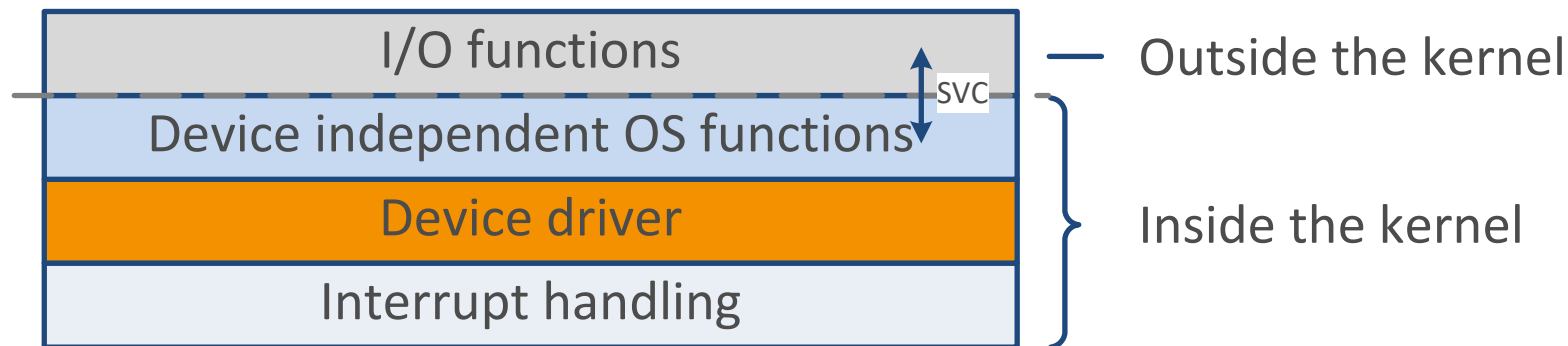 I/O functions
Outside the kernel
SVC
Device independent OS functions
Device driver
Inside the kernel
Interrupt handling